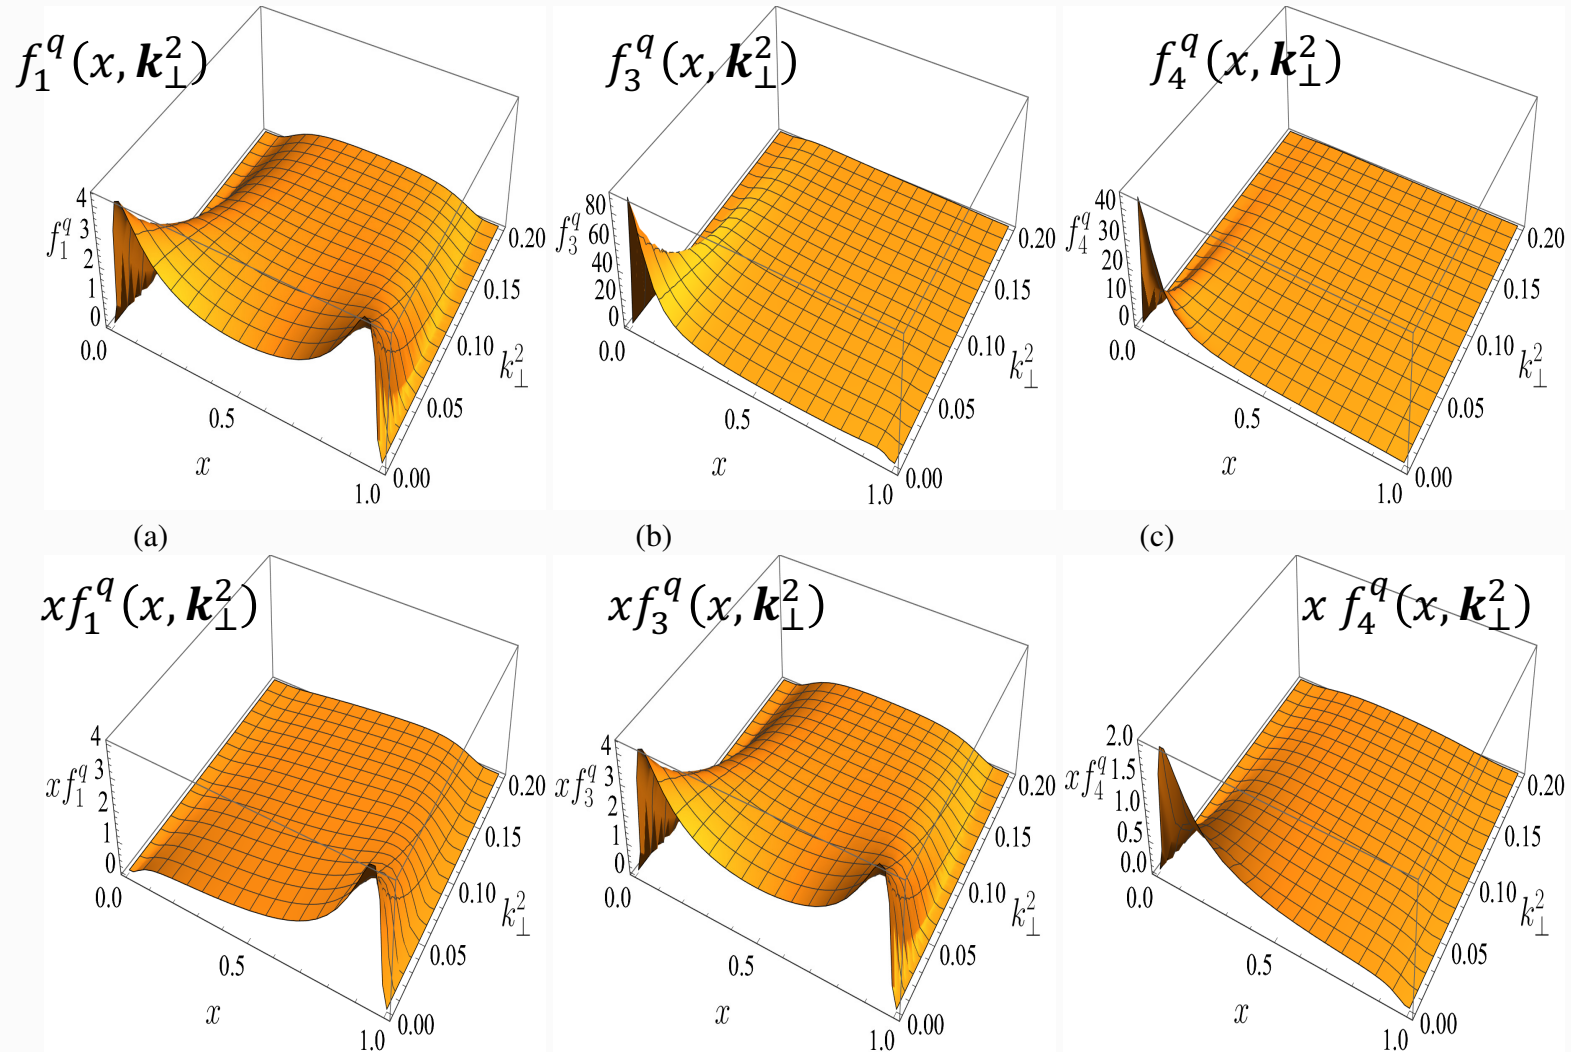 f_1^q(x, k_⊥^2)
4
3
2
1
0
f_1^q
0.0
0.5
1.0
x
0.00
0.05
0.10
0.15
0.20
k_⊥^2
f_3^q(x, k_⊥^2)
80
60
40
20
0
f_3^q
0.0
0.5
1.0
x
0.00
0.05
0.10
0.15
0.20
k_⊥^2
f_4^q(x, k_⊥^2)
40
30
20
10
0
f_4^q
0.0
0.5
1.0
x
0.00
0.05
0.10
0.15
0.20
k_⊥^2
(a)
(b)
(c)
xf_1^q(x, k_⊥^2)
4
3
2
1
0
xf_1^q
0.0
0.5
1.0
x
0.00
0.05
0.10
0.15
0.20
k_⊥^2
xf_3^q(x, k_⊥^2)
4
3
2
1
0
xf_3^q
0.0
0.5
1.0
x
0.00
0.05
0.10
0.15
0.20
k_⊥^2
x f_4^q(x, k_⊥^2)
2.0
1.5
1.0
0.5
0.0
xf_4^q
0.0
0.5
1.0
x
0.00
0.05
0.10
0.15
0.20
k_⊥^2